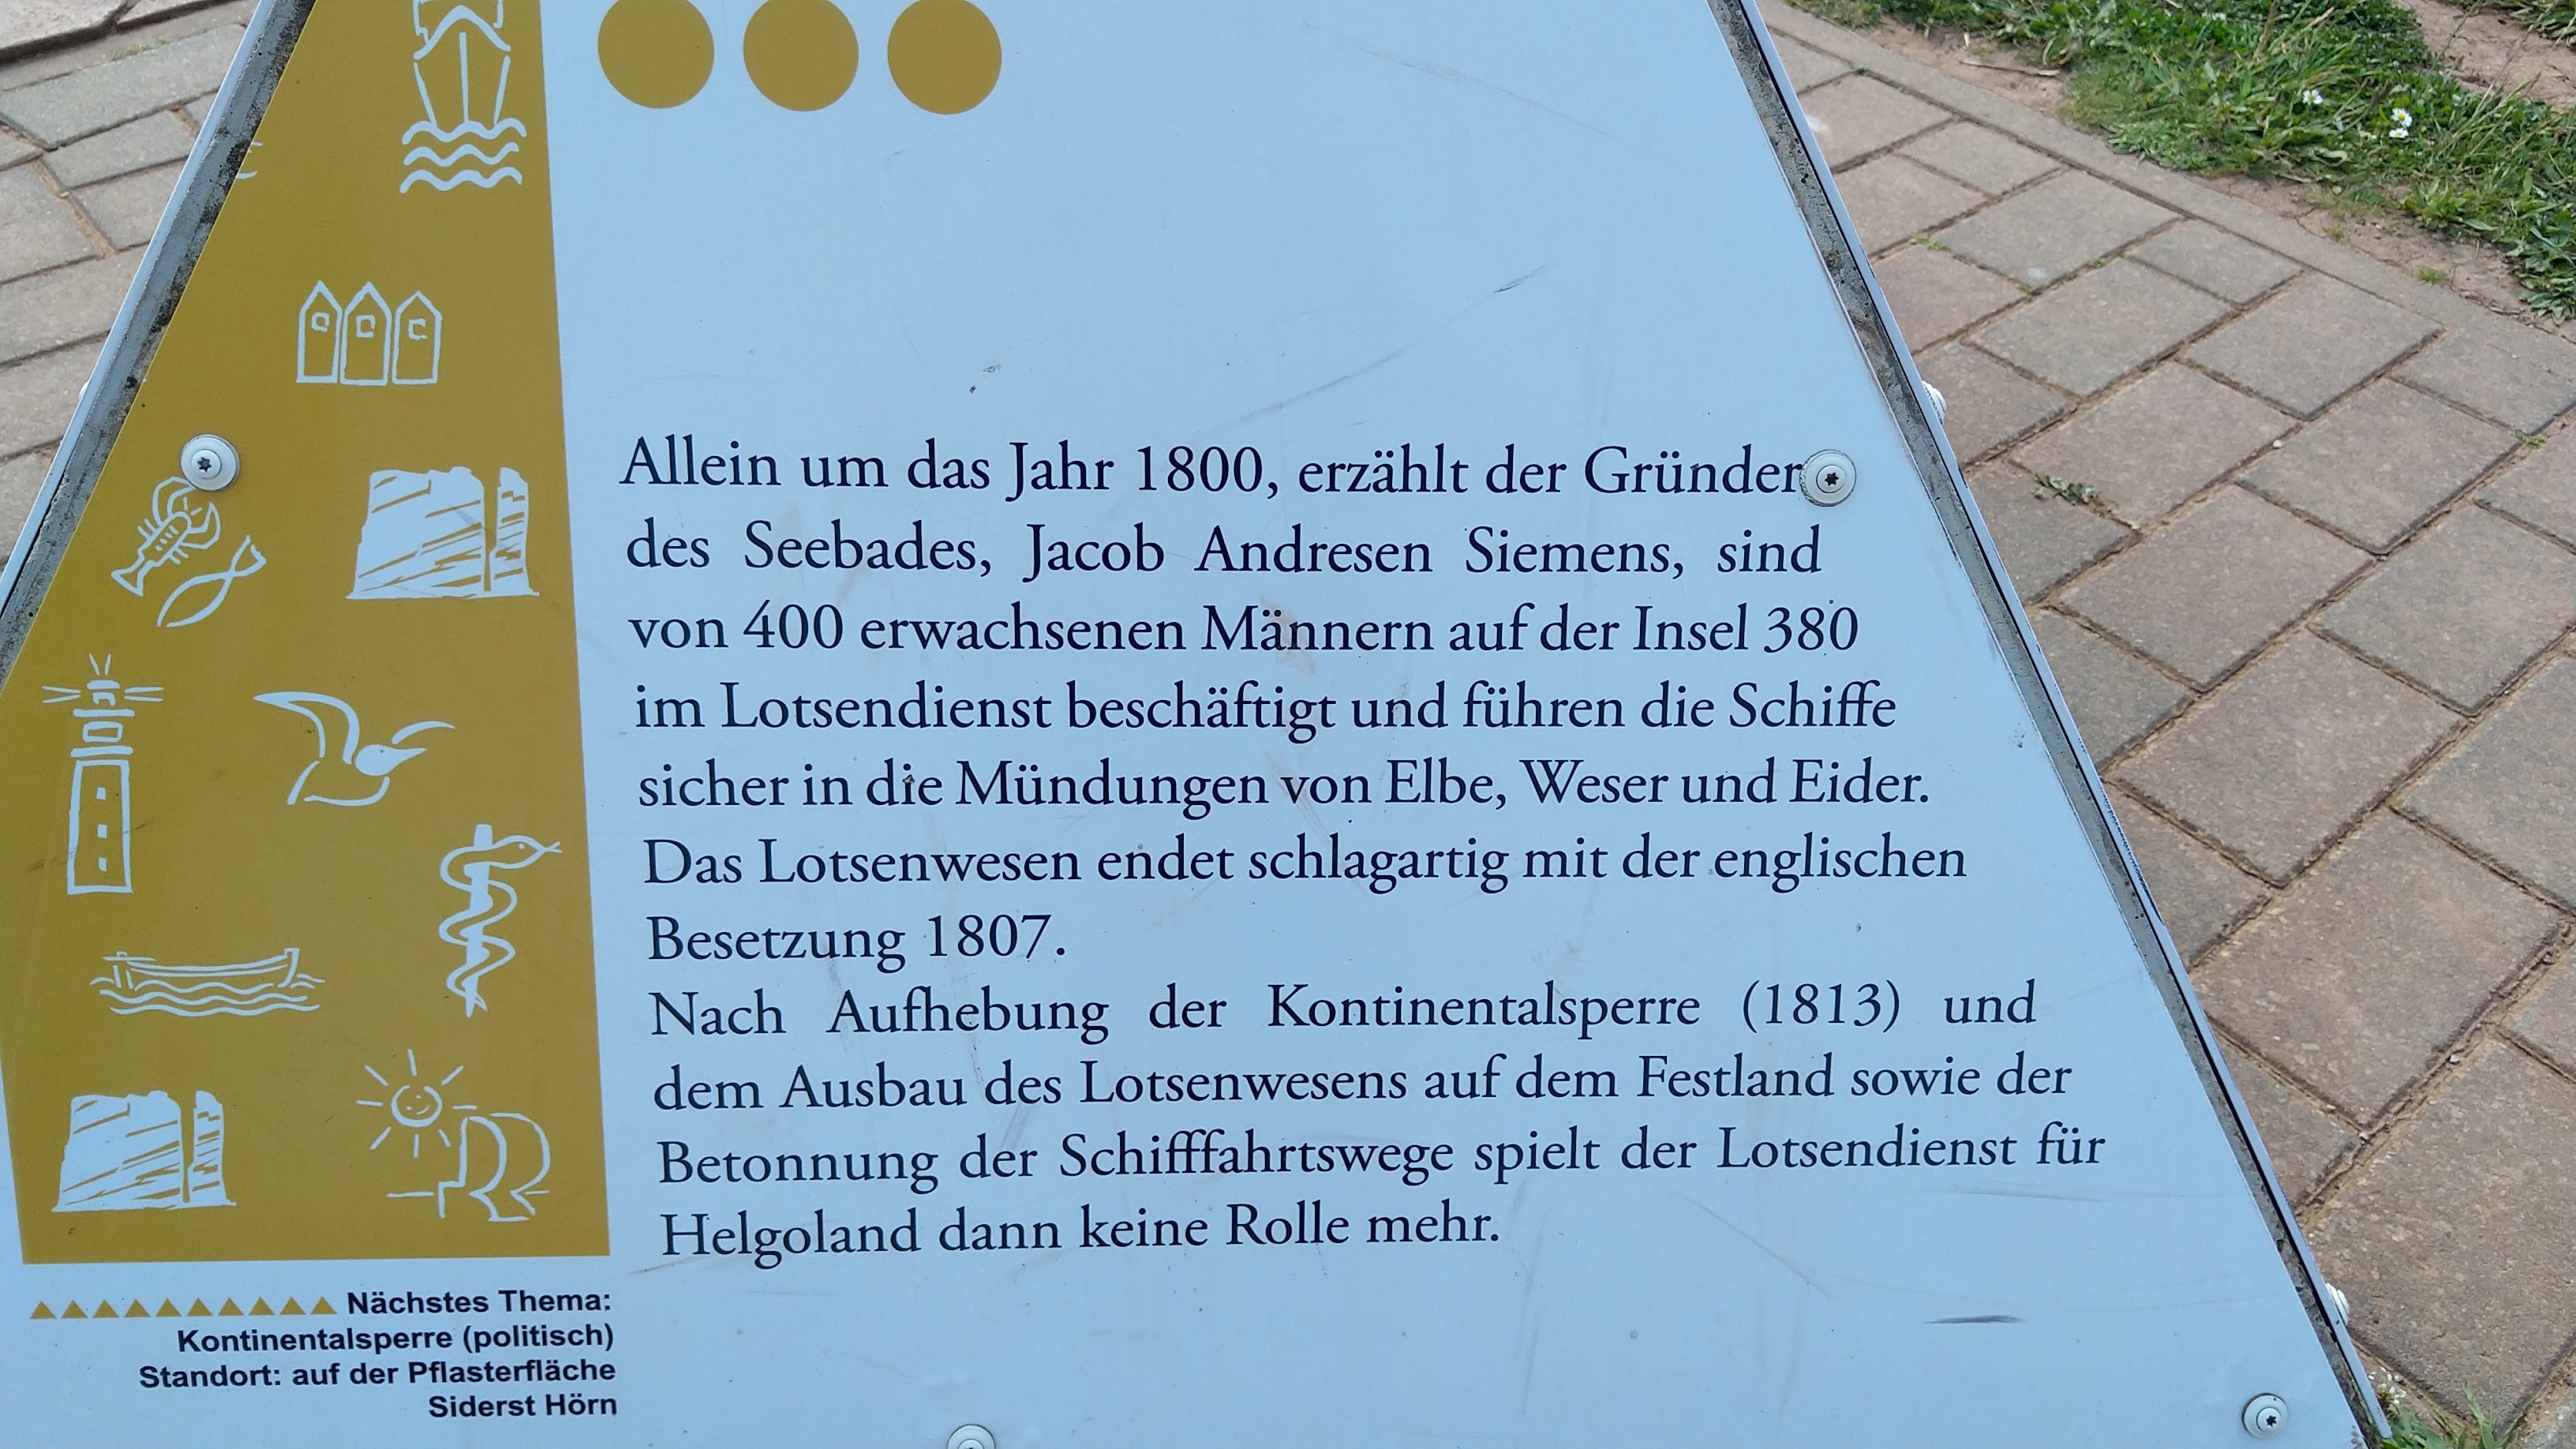 Allein um das Jahr 1800, erzählt der Gründer
des Seebades, Jacob Andresen Siemens, sind
von 400 erwachsenen Männern auf der Insel 380
im Lotsendienst beschäftigt und führen die Schiffe
sicher in die Mündungen von Elbe, Weser und Eider.
Das Lotsenwesen endet schlagartig mit der englischen
Besetzung 1807.
Nach Aufhebung der Kontinentalsperre (1813) und
dem Ausbau des Lotsenwesens auf dem Festland sowie der
Betonnung der Schifffahrtswege spielt der Lotsendienst für
Helgoland dann keine Rolle mehr.
Nächstes Thema:
Kontinentalsperre (politisch)
Standort: auf der Pflasterfläche
Siderst Hörn